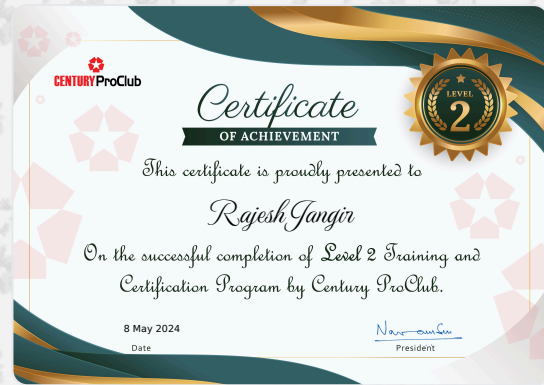 CENTURY ProClub
LEVEL
2
Certificate
OF ACHIEVEMENT
This certificate is proudly presented to
Rajesh Jangir
On the successful completion of Level 2 Training and
Certification Program by Century ProClub.
8 May 2024
Date
President